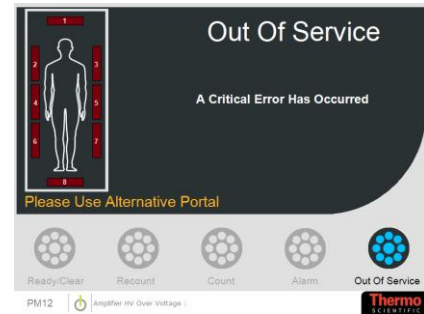 Out Of Service
1
2 3
A Critical Error Has Occurred
4 5
6 7
8
Please Use Alternative Portal
Ready/Clear Recount Count Alarm Out Of Service
PM12 Amplifier HV Over Voltage :
Thermo
SCIENTIFIC